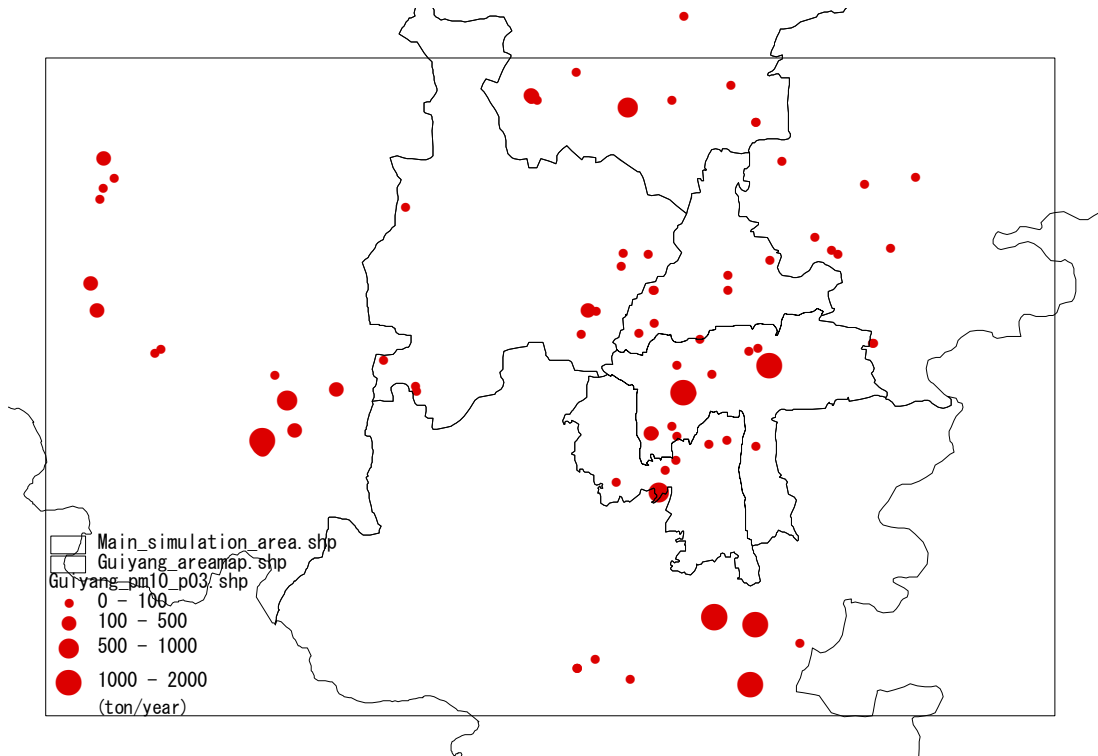 Main_simulation_area.shp
Guiyang_areamap.shp
Guiyang_pm10_p03.shp
0 - 100
100 - 500
500 - 1000
1000 - 2000
(ton/year)